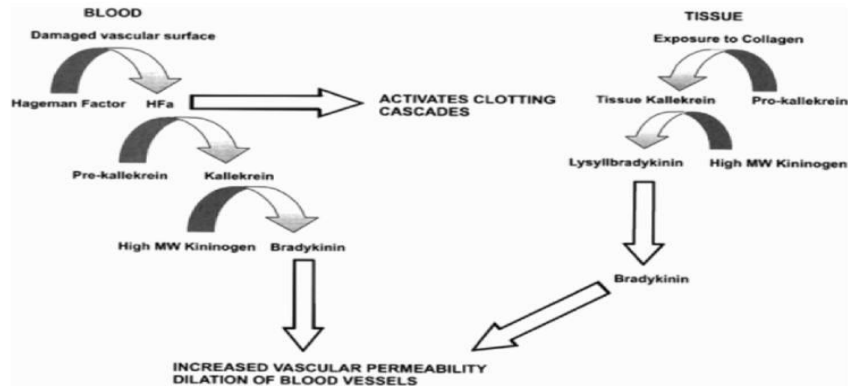 BLOOD
Damaged vascular surface
Hageman Factor HFa
ACTIVATES CLOTTING
CASCADES
Pre-kallekrein Kallekrein
High MW Kininogen Bradykinin
TISSUE
Exposure to Collagen
Tissue Kallekrein Pro-kallekrein
Lysyllbradykinin High MW Kininogen
Bradykinin
INCREASED VASCULAR PERMEABILITY
DILATION OF BLOOD VESSELS